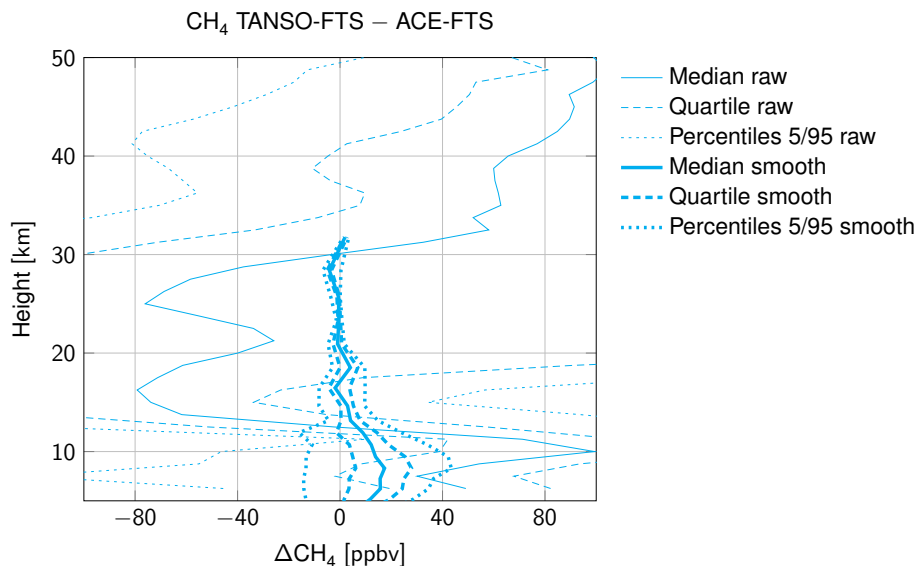 CH₄ TANSO-FTS − ACE-FTS
50
40
30
20
10
Height [km]
−80 −40 0 40 80
ΔCH₄ [ppbv]
Median raw
Quartile raw
Percentiles 5/95 raw
Median smooth
Quartile smooth
Percentiles 5/95 smooth